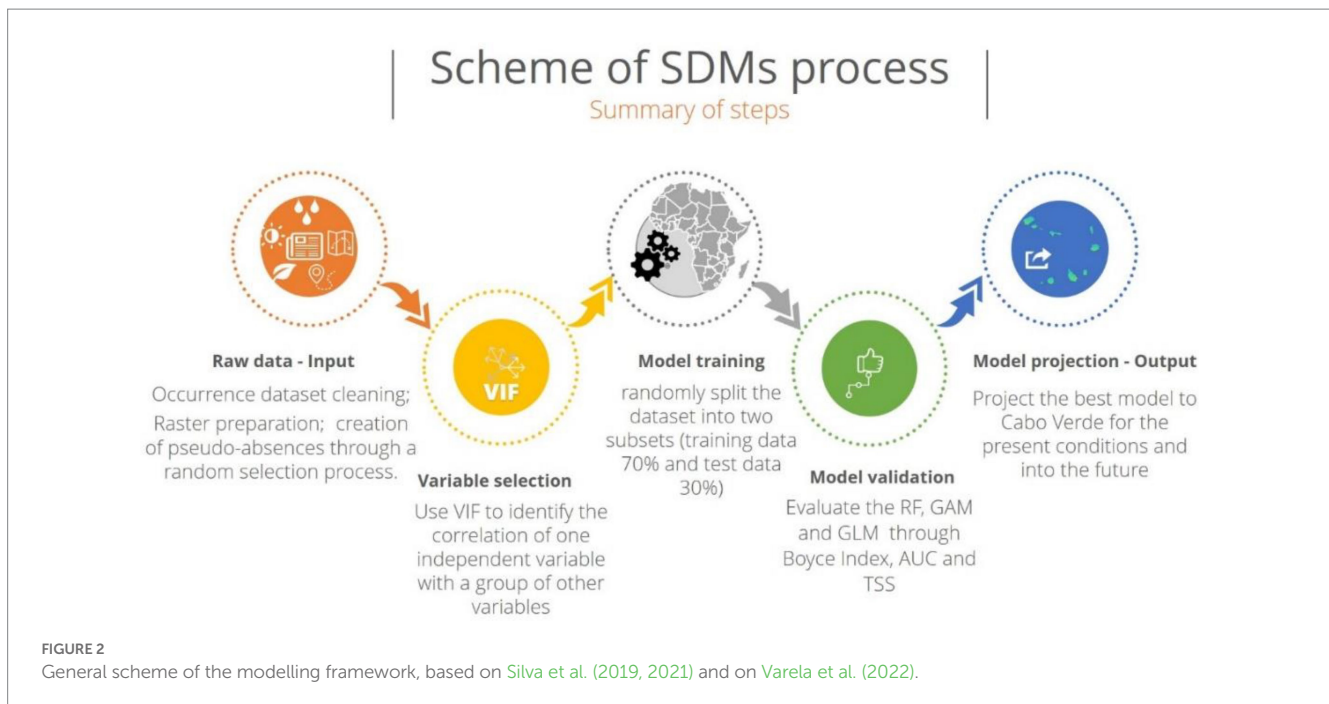 Scheme of SDMs process
Summary of steps
Raw data - Input
Occurrence dataset cleaning;
Raster preparation; creation
of pseudo-absences through a
random selection process.
VIF
Variable selection
Use VIF to identify the
correlation of one
independent variable
with a group of other
variables
Model training
randomly split the
dataset into two
subsets (training data
70% and test data
30%)
Model validation
Evaluate the RF, GAM
and GLM through
Boyce Index, AUC and
TSS
Model projection - Output
Project the best model to
Cabo Verde for the
present conditions and
into the future
FIGURE 2
General scheme of the modelling framework, based on Silva et al. (2019, 2021) and on Varela et al. (2022).